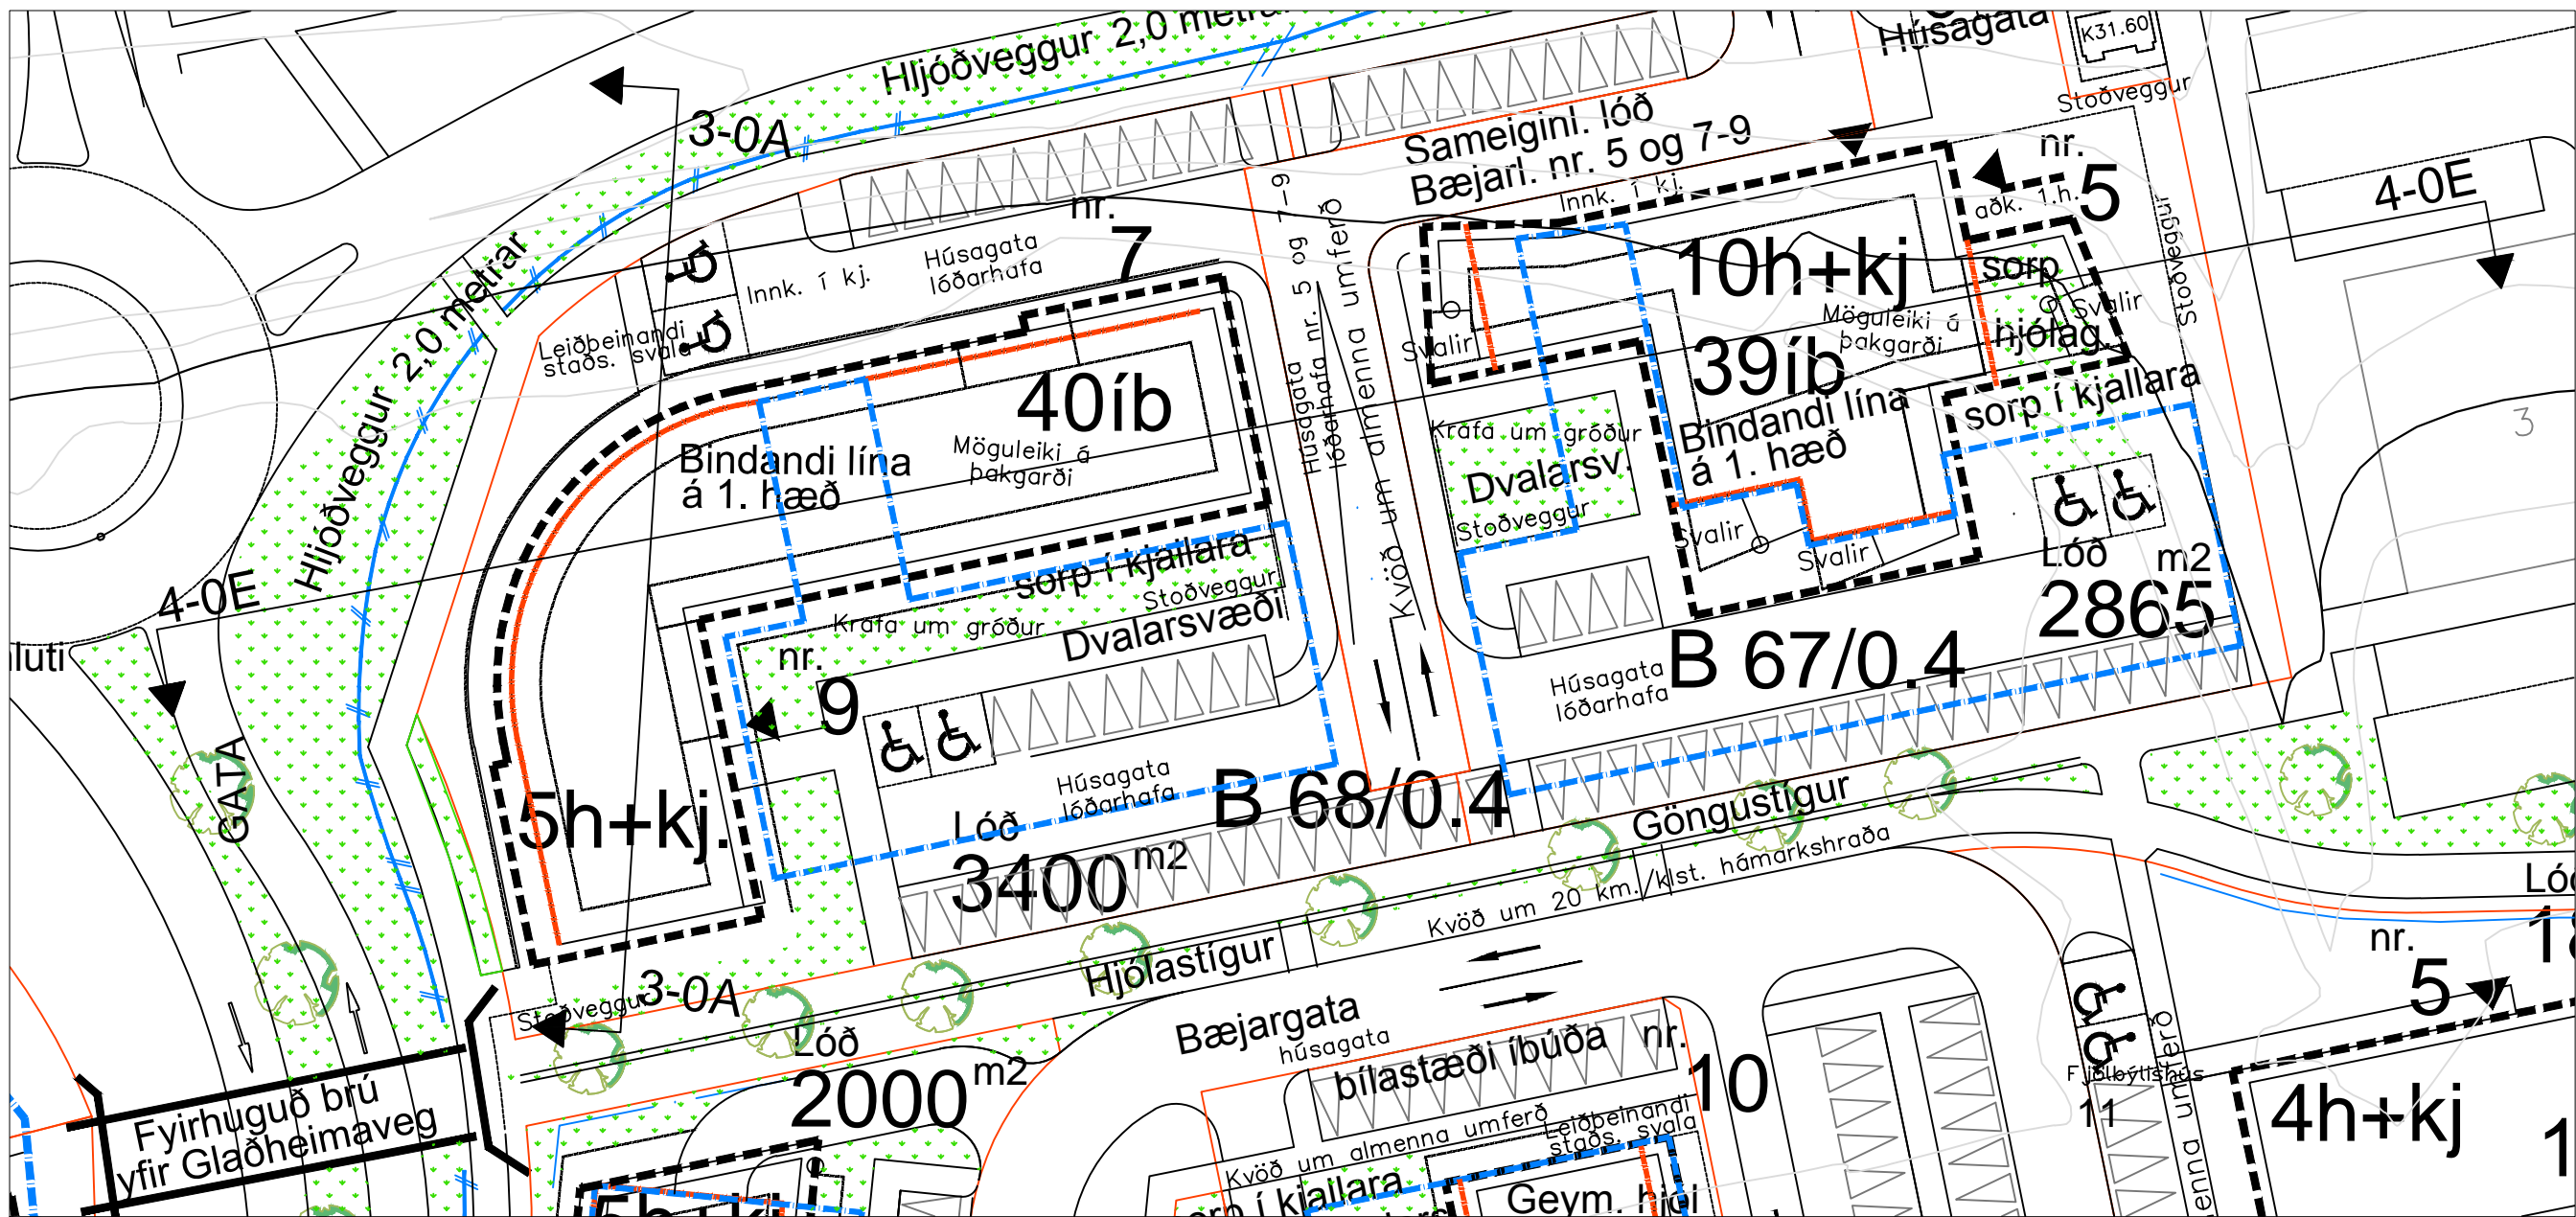 Hljóðveggur 2,0 metrar
Húsagata
K31.60
Stoðveggur
3-0A
Sameiginl. lóð
Bæjarl. nr. 5 og 7-9
Innk. í kj.
nr.
5
aðk. 1.h.
4-0E
nr.
7
Húsagata
lóðarhafa
Innk. í kj.
Leiðbeinandi
staðs. svala
Hljóðveggur 2,0 metrar
Húsagata nr. 5 og 7-9
lóðarhafa
Kvöð um almenna umferð
10h+kj
39íb
Möguleiki á
þakgarði
sorp
hjólag.
Svalir
Stoðveggur
Svalir
sorp í kjallara
Bindandi lína
á 1. hæð
40íb
Möguleiki á
þakgarði
Bindandi lína
á 1. hæð
Krafa um gróður
Dvalarsv.
Stoðveggur
Svalir
Svalir
Lóð
m2
2865
B 67/0.4
Húsagata
lóðarhafa
sorp í kjallara
Stoðveggur
Krafa um gróður
Dvalarsvæði
nr.
9
4-0E
luti
GATA
5h+kj.
Húsagata
lóðarhafa
B 68/0.4
Lóð
3400 m2
Göngustígur
Kvöð um 20 km./klst. hámarkshraða
Hjólastígur
3-0A
Stoðveggur
Lóð
2000 m2
Bæjargata
húsagata
bílastæði íbúða
nr.
10
Leiðbeinandi
staðs. svala
Kvöð um almenna umferð
Geym. hjól
Fyirhuguð brú
yfir Glaðheimaveg
5h+kj
Fjölbýlishús
11
nr.
5
4h+kj
3